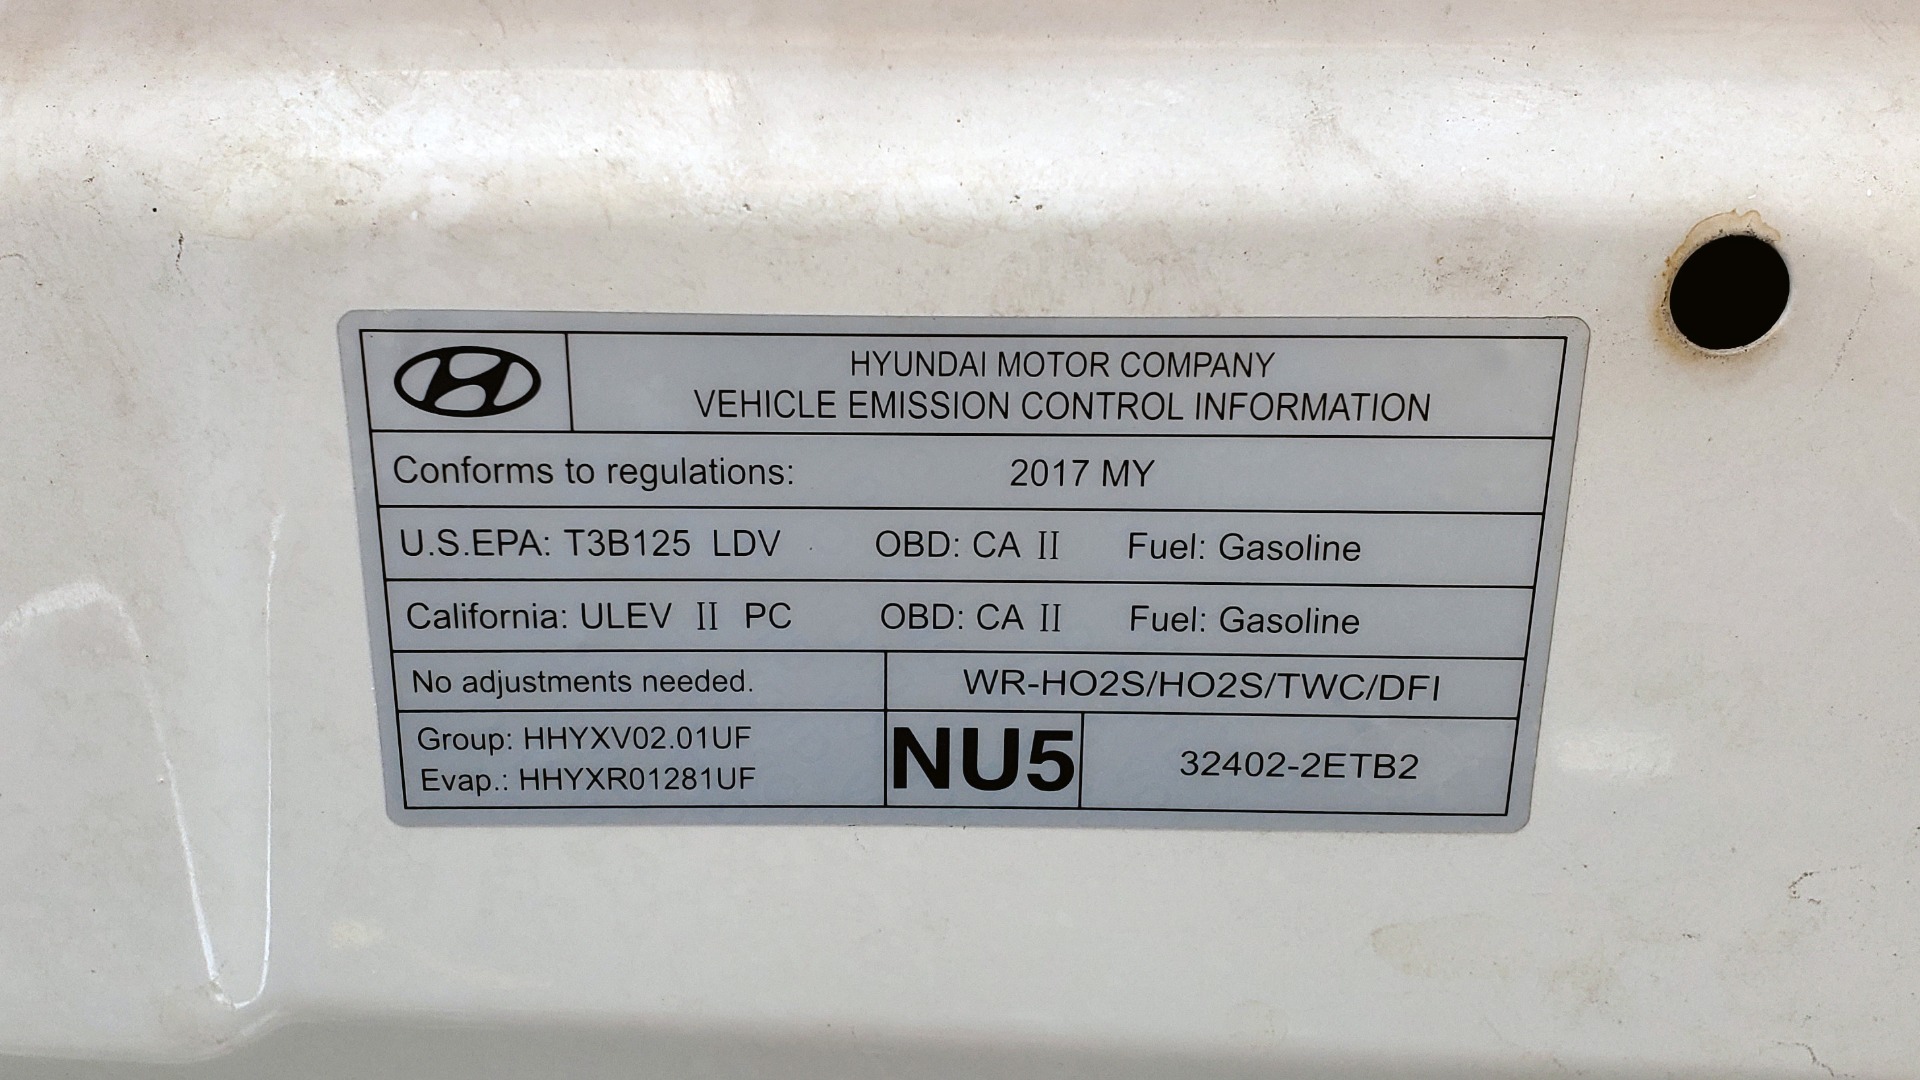 HYUNDAI MOTOR COMPANY
VEHICLE EMISSION CONTROL INFORMATION
Conforms to regulations: 2017 MY
U.S.EPA: T3B125 LDV OBD: CA II Fuel: Gasoline
California: ULEV II PC OBD: CA II Fuel: Gasoline
No adjustments needed. WR-HO2S/HO2S/TWC/DFI
Group: HHYXV02.01UF
Evap.: HHYXR01281UF
NU5
32402-2ETB2